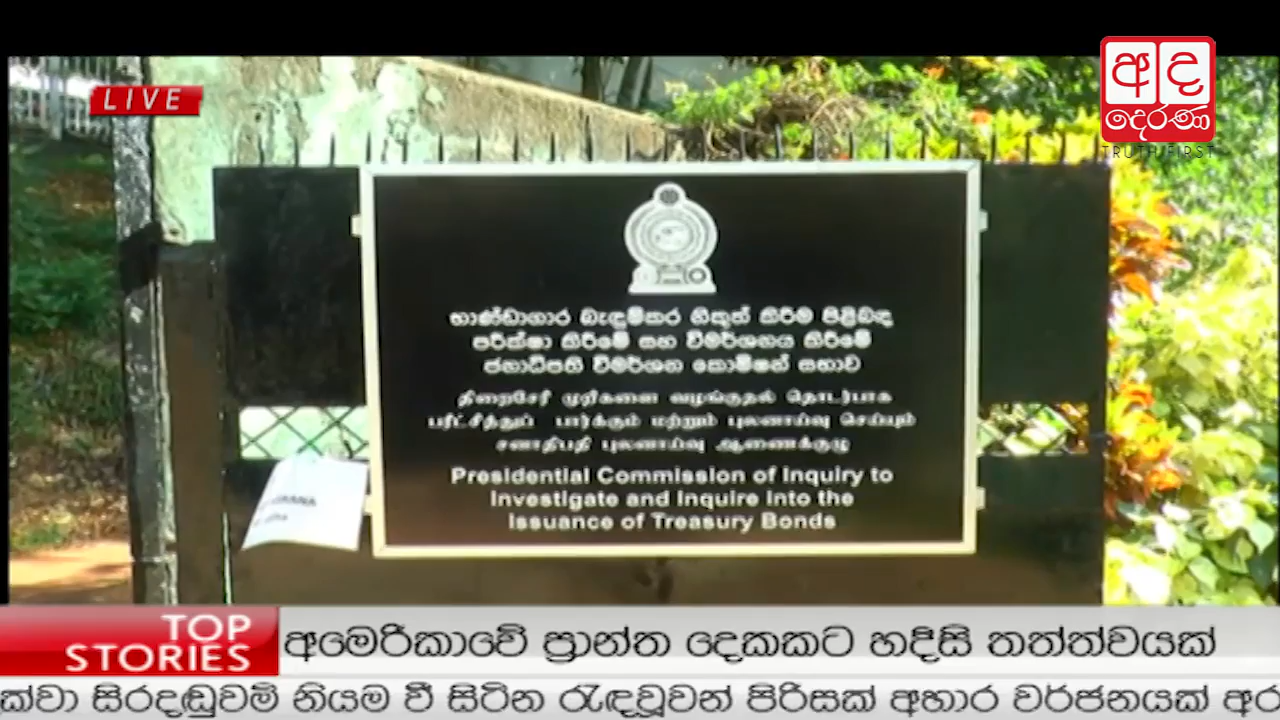 LIVE
අද
දෙරණ
TRUTH FIRST
භාණ්ඩාගාර බැඳුම්කර නිකුත් කිරීම පිළිබඳ
පරීක්ෂා කිරීමේ සහ විමර්ශනය කිරීමේ
ජනාධිපති විමර්ශන කොමිෂන් සභාව
திறைசேரி முறிகளை வழங்குதல் தொடர்பாக
பரீட்சித்துப் பார்க்கும் மற்றும் புலனாய்வு செய்யும்
சனாதிபதி புலனாய்வு ஆணைக்குழு
Presidential Commission of Inquiry to
Investigate and Inquire into the
Issuance of Treasury Bonds
TOP
STORIES
අමෙරිකාවේ ප්‍රාන්ත දෙකකට හදිසි තත්ත්වයක්
ක්වා සිරදඬුවම් නියම වී සිටින රැඳවුවන් පිරිසක් අහාර වර්ජනයක් අර